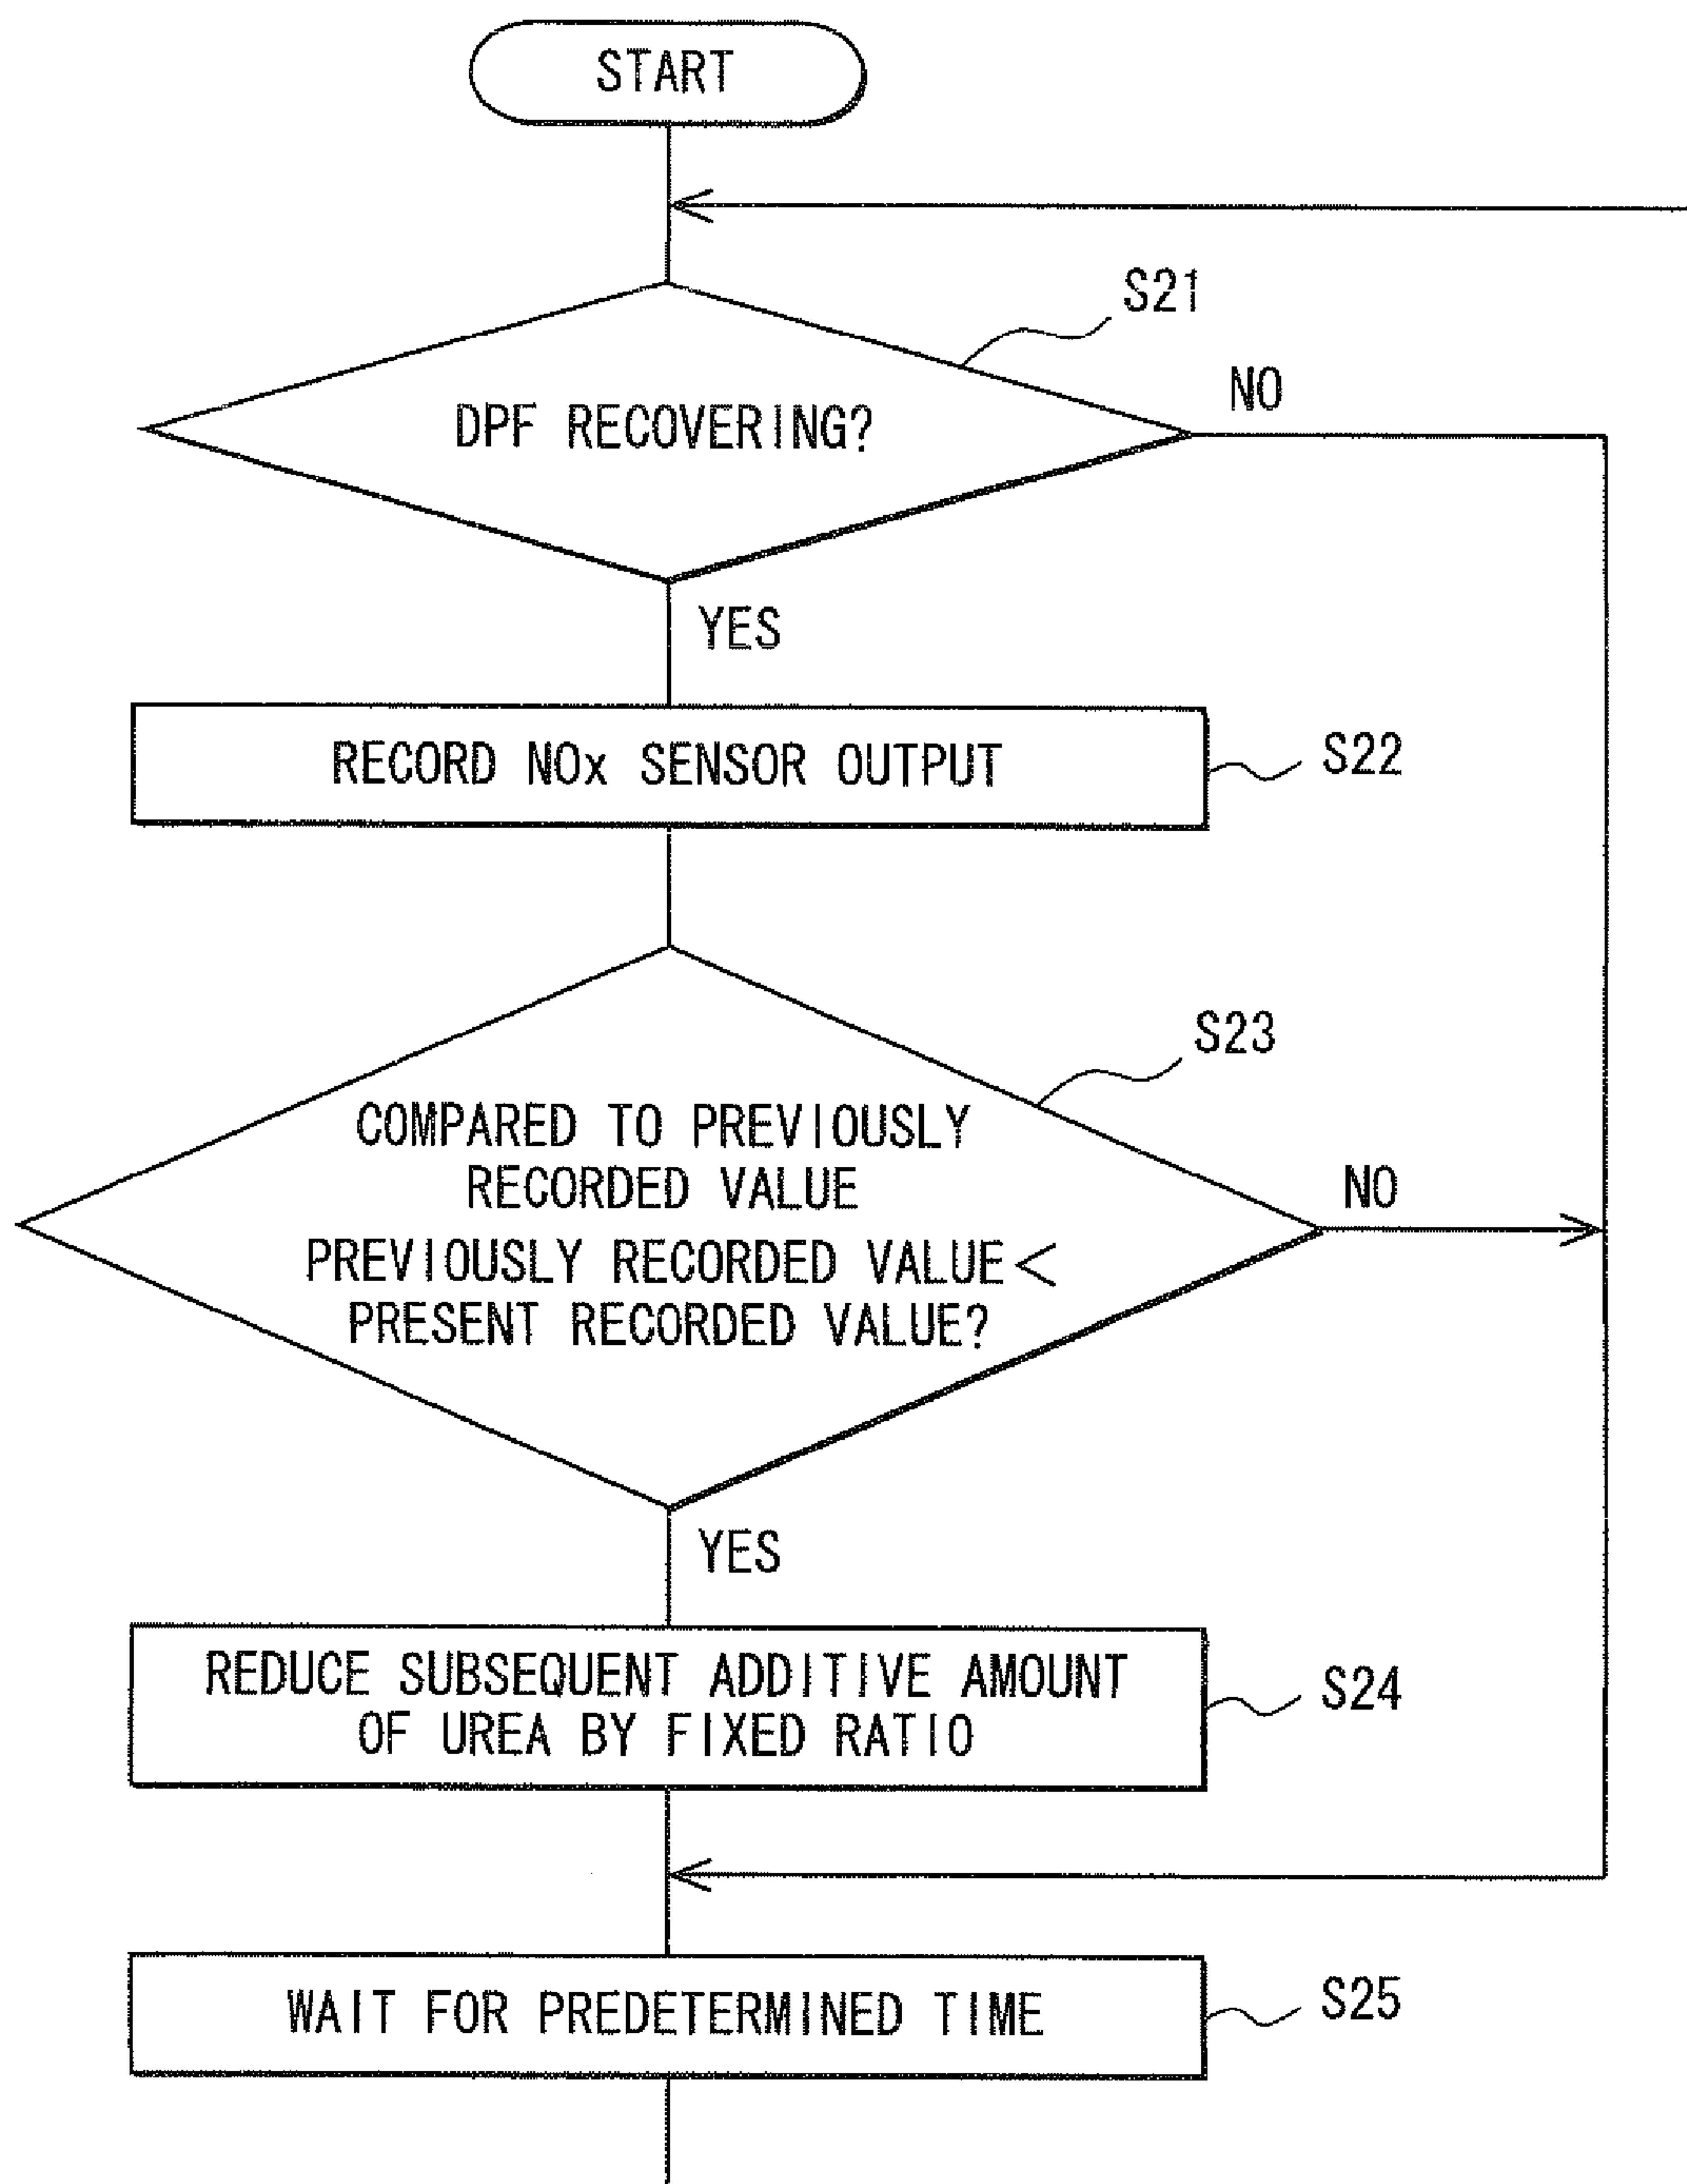 START
S21
NO
DPF RECOVERING?
YES
RECORD NOx SENSOR OUTPUT
S22
S23
COMPARED TO PREVIOUSLY
RECORDED VALUE
NO
PREVIOUSLY RECORDED VALUE <
PRESENT RECORDED VALUE?
YES
REDUCE SUBSEQUENT ADDITIVE AMOUNT
OF UREA BY FIXED RATIO
S24
WAIT FOR PREDETERMINED TIME
S25